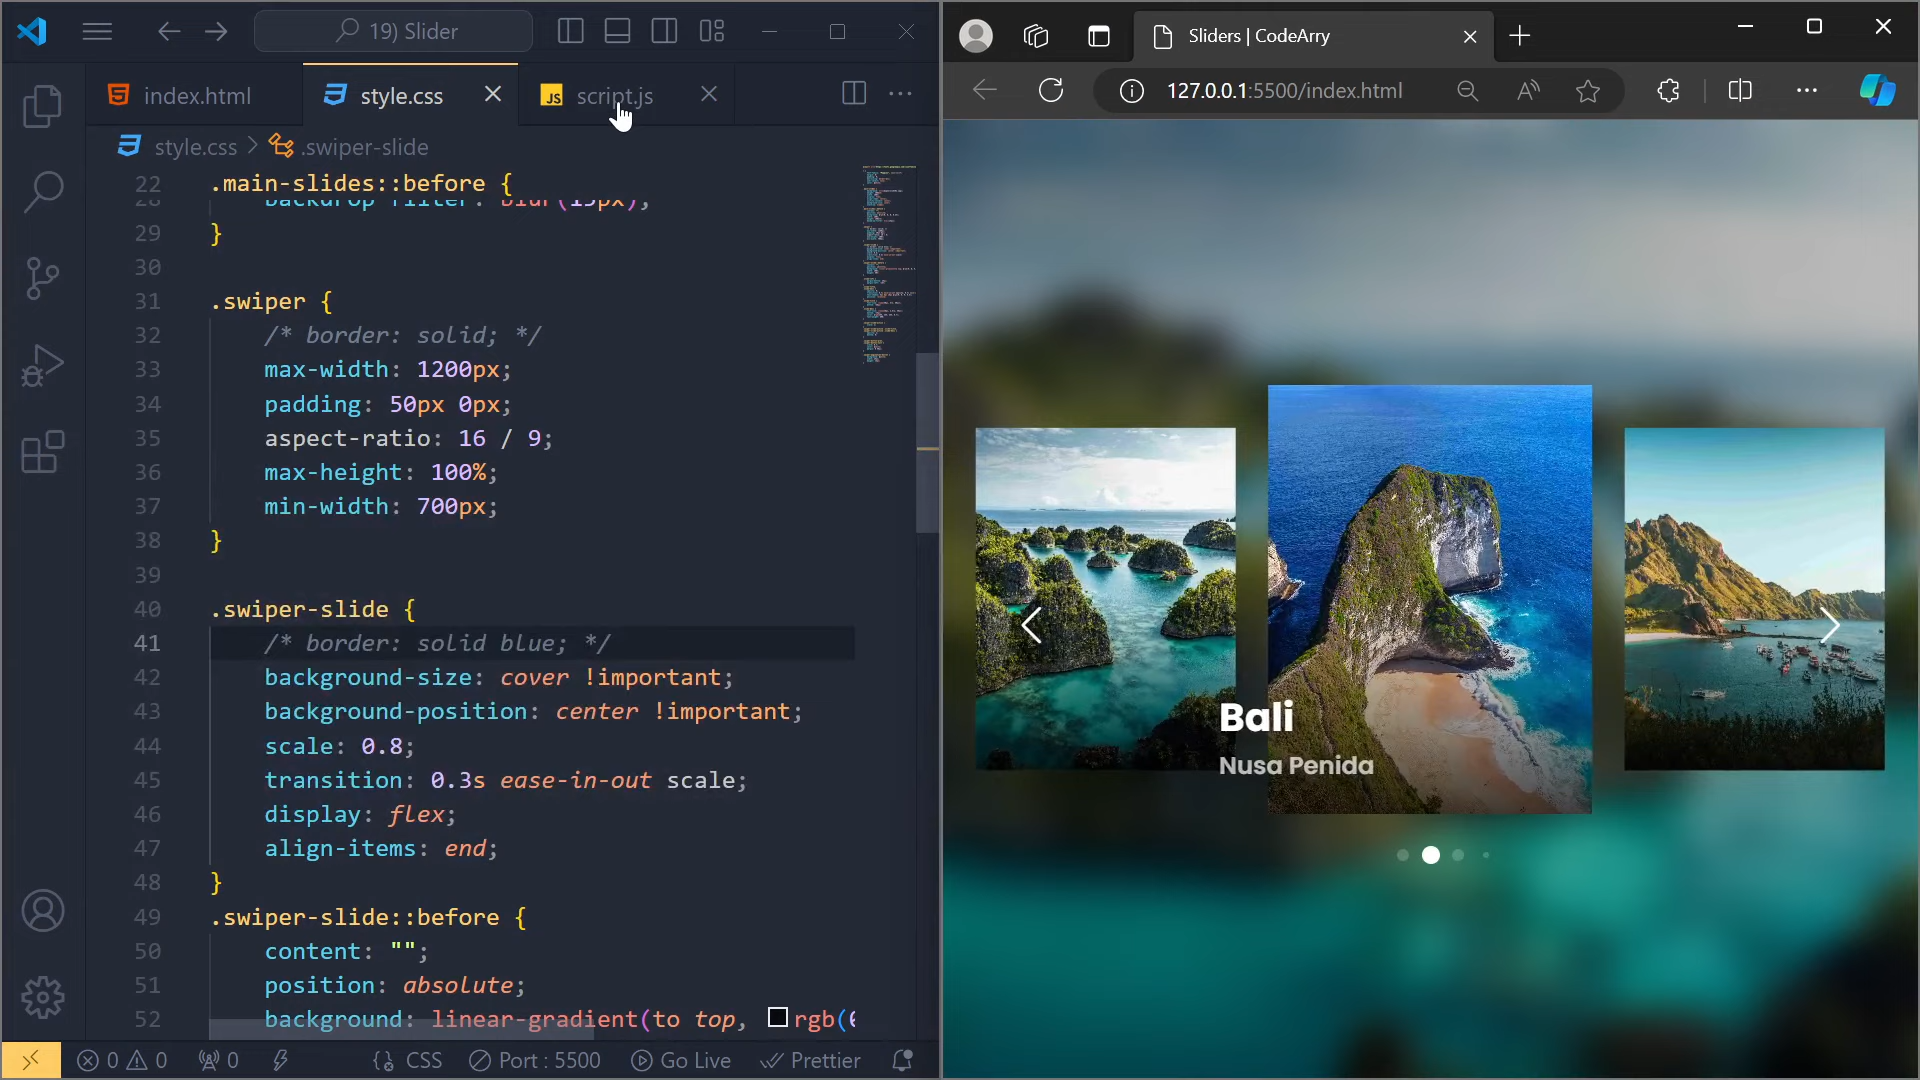 19) Slider
index.html
style.css
JS script.js
style.css > .swiper-slide
22 .main-slides::before {
28 backdrop-filter: blur(15px);
29 }
30
31 .swiper {
32 /* border: solid; */
33 max-width: 1200px;
34 padding: 50px 0px;
35 aspect-ratio: 16 / 9;
36 max-height: 100%;
37 min-width: 700px;
38 }
39
40 .swiper-slide {
41 /* border: solid blue; */
42 background-size: cover !important;
43 background-position: center !important;
44 scale: 0.8;
45 transition: 0.3s ease-in-out scale;
46 display: flex;
47 align-items: end;
48 }
49 .swiper-slide::before {
50 content: "";
51 position: absolute;
52 background: linear-gradient(to top, rgb(
0 0 0 {} CSS Port : 5500 Go Live Prettier
Sliders | CodeArry
127.0.0.1:5500/index.html
Bali
Nusa Penida